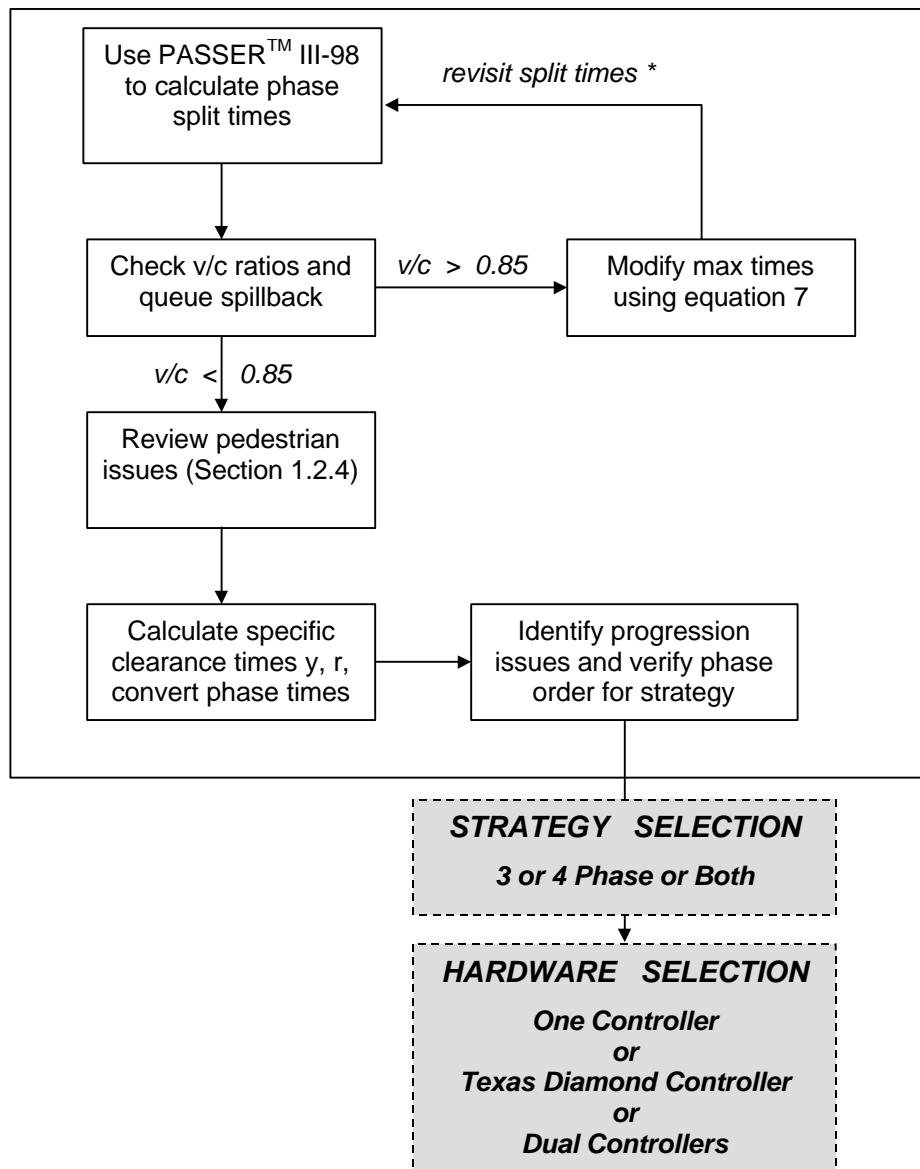 Use PASSER™ III-98
to calculate phase
split times
revisit split times *
Check v/c ratios and
queue spillback
v/c > 0.85
Modify max times
using equation 7
v/c < 0.85
Review pedestrian
issues (Section 1.2.4)
Calculate specific
clearance times y, r,
convert phase times
Identify progression
issues and verify phase
order for strategy
STRATEGY SELECTION
3 or 4 Phase or Both
HARDWARE SELECTION
One Controller
or
Texas Diamond Controller
or
Dual Controllers